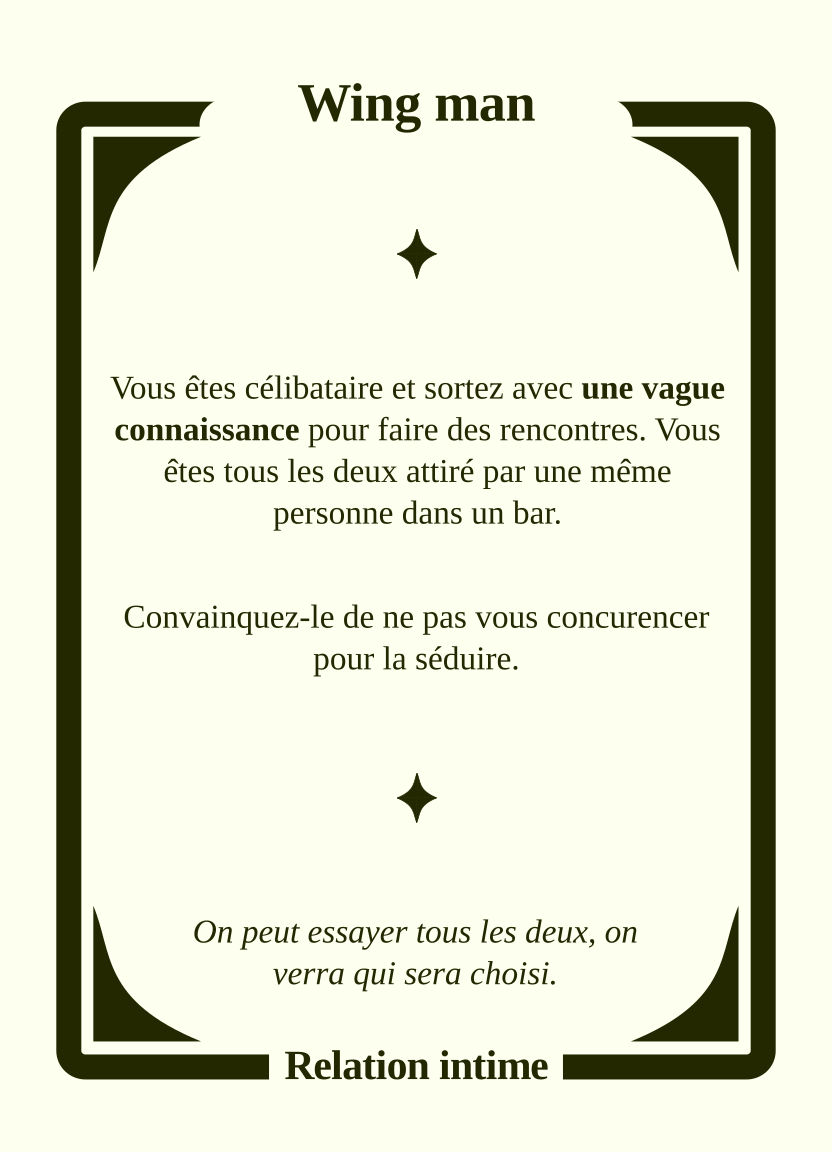 Wing man
Vous êtes célibataire et sortez avec une vague
connaissance pour faire des rencontres. Vous
êtes tous les deux attiré par une même
personne dans un bar.
Convainquez-le de ne pas vous concurencer
pour la séduire.
On peut essayer tous les deux, on
verra qui sera choisi.
Relation intime